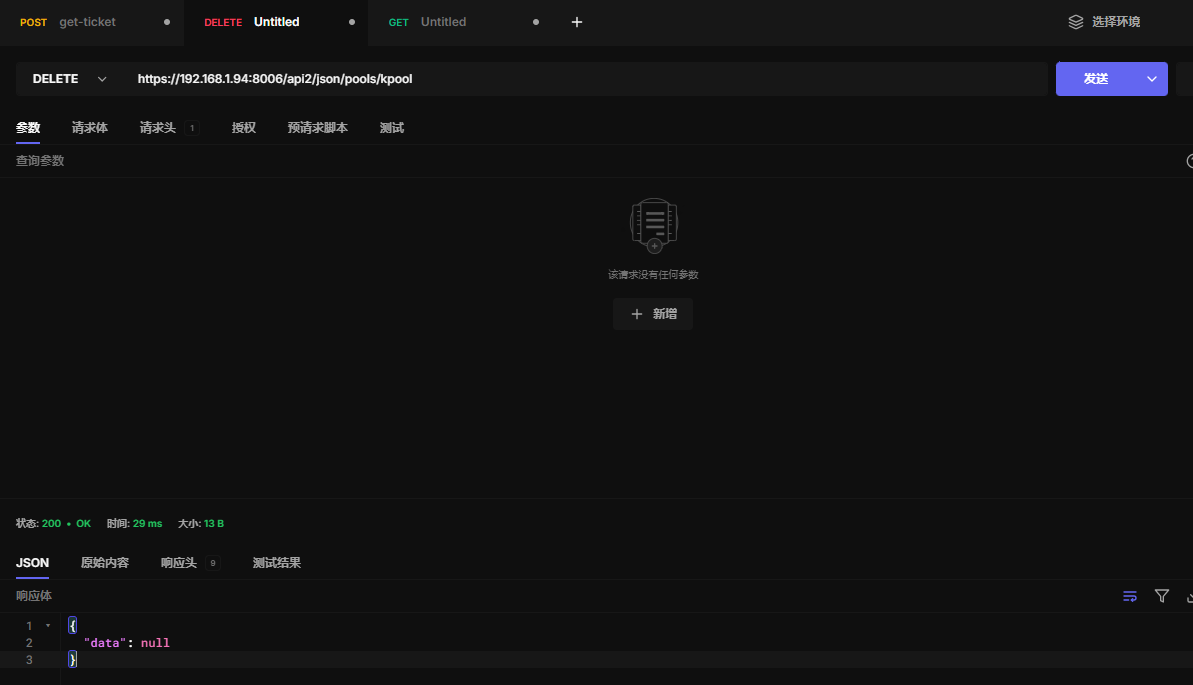 POST get-ticket DELETE Untitled GET Untitled 选择环境
DELETE https://192.168.1.94:8006/api2/json/pools/kpool 发送
参数 请求体 请求头 1 授权 预请求脚本 测试
查询参数
该请求没有任何参数
新增
状态: 200 • OK 时间: 29 ms 大小: 13 B
JSON 原始内容 响应头 9 测试结果
响应体
1 {
2 "data": null
3 }